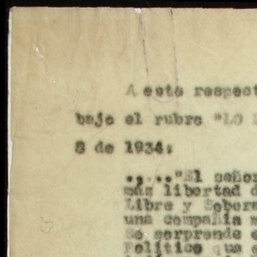 A este respect
bajo el rubro "LO
8 de 1934:
....."El señor
más libertad d
Libre y Sobera
una compañía m
Se sorprende e
Político que e